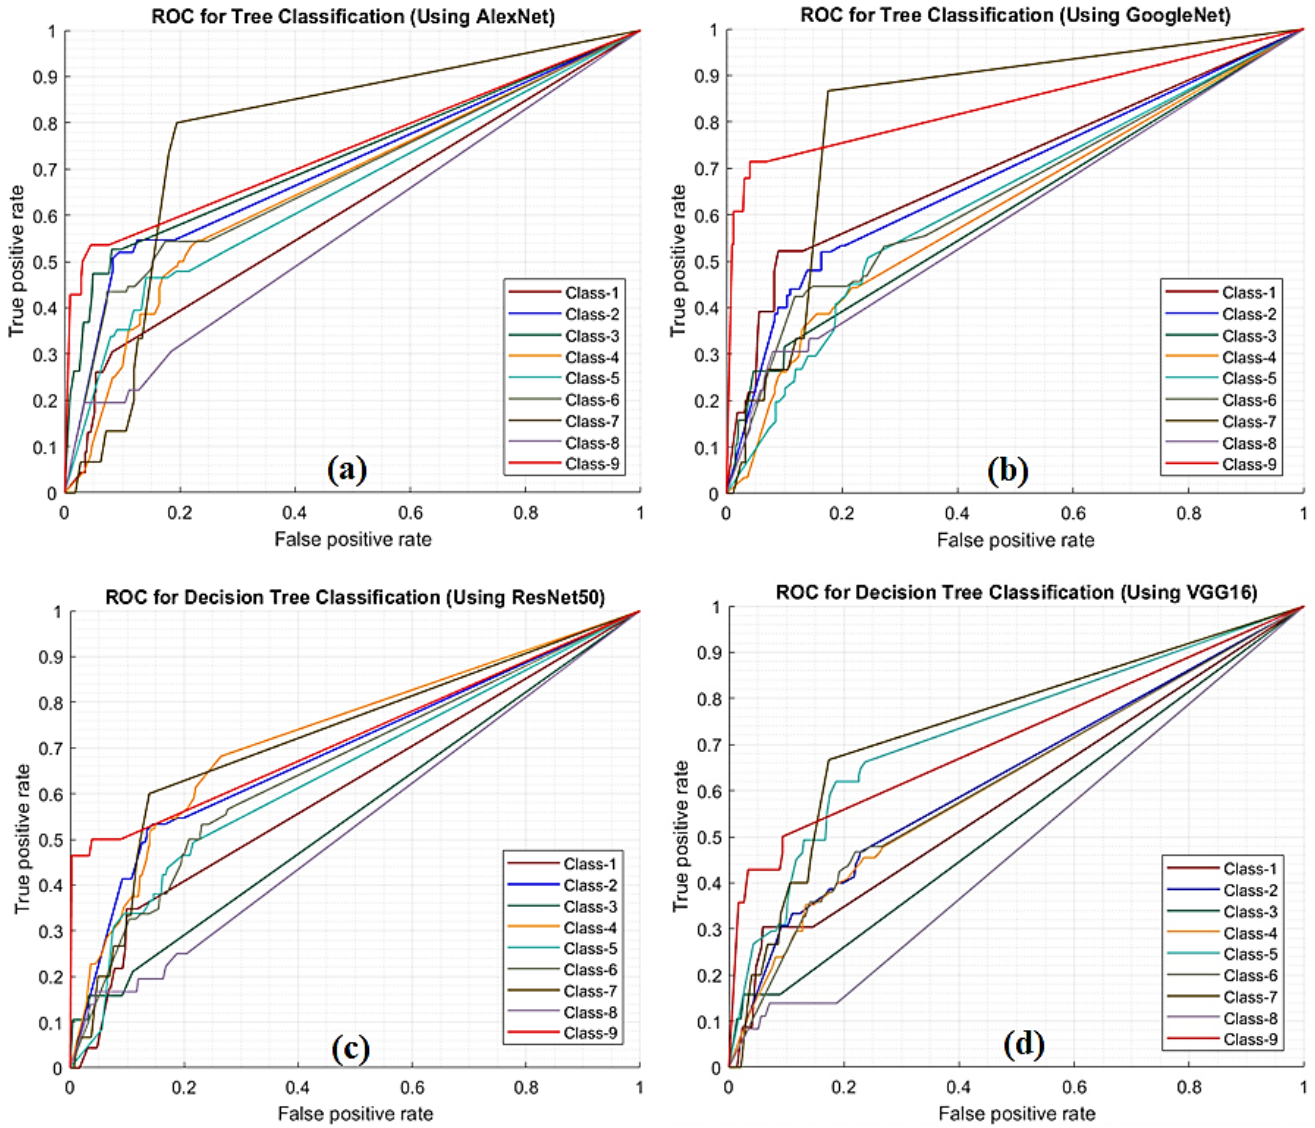 ROC for Tree Classification (Using AlexNet)
1
0.9
0.8
0.7
0.6
0.5
0.4
0.3
0.2
0.1
0
True positive rate
Class-1
Class-2
Class-3
Class-4
Class-5
Class-6
Class-7
Class-8
Class-9
(a)
0
0.2
0.4
0.6
0.8
1
False positive rate
ROC for Tree Classification (Using GoogleNet)
1
0.9
0.8
0.7
0.6
0.5
0.4
0.3
0.2
0.1
0
True positive rate
Class-1
Class-2
Class-3
Class-4
Class-5
Class-6
Class-7
Class-8
Class-9
(b)
0
0.2
0.4
0.6
0.8
1
False positive rate
ROC for Decision Tree Classification (Using ResNet50)
1
0.9
0.8
0.7
0.6
0.5
0.4
0.3
0.2
0.1
0
True positive rate
Class-1
Class-2
Class-3
Class-4
Class-5
Class-6
Class-7
Class-8
Class-9
(c)
0
0.2
0.4
0.6
0.8
1
False positive rate
ROC for Decision Tree Classification (Using VGG16)
1
0.9
0.8
0.7
0.6
0.5
0.4
0.3
0.2
0.1
0
True positive rate
Class-1
Class-2
Class-3
Class-4
Class-5
Class-6
Class-7
Class-8
Class-9
(d)
0
0.2
0.4
0.6
0.8
1
False positive rate